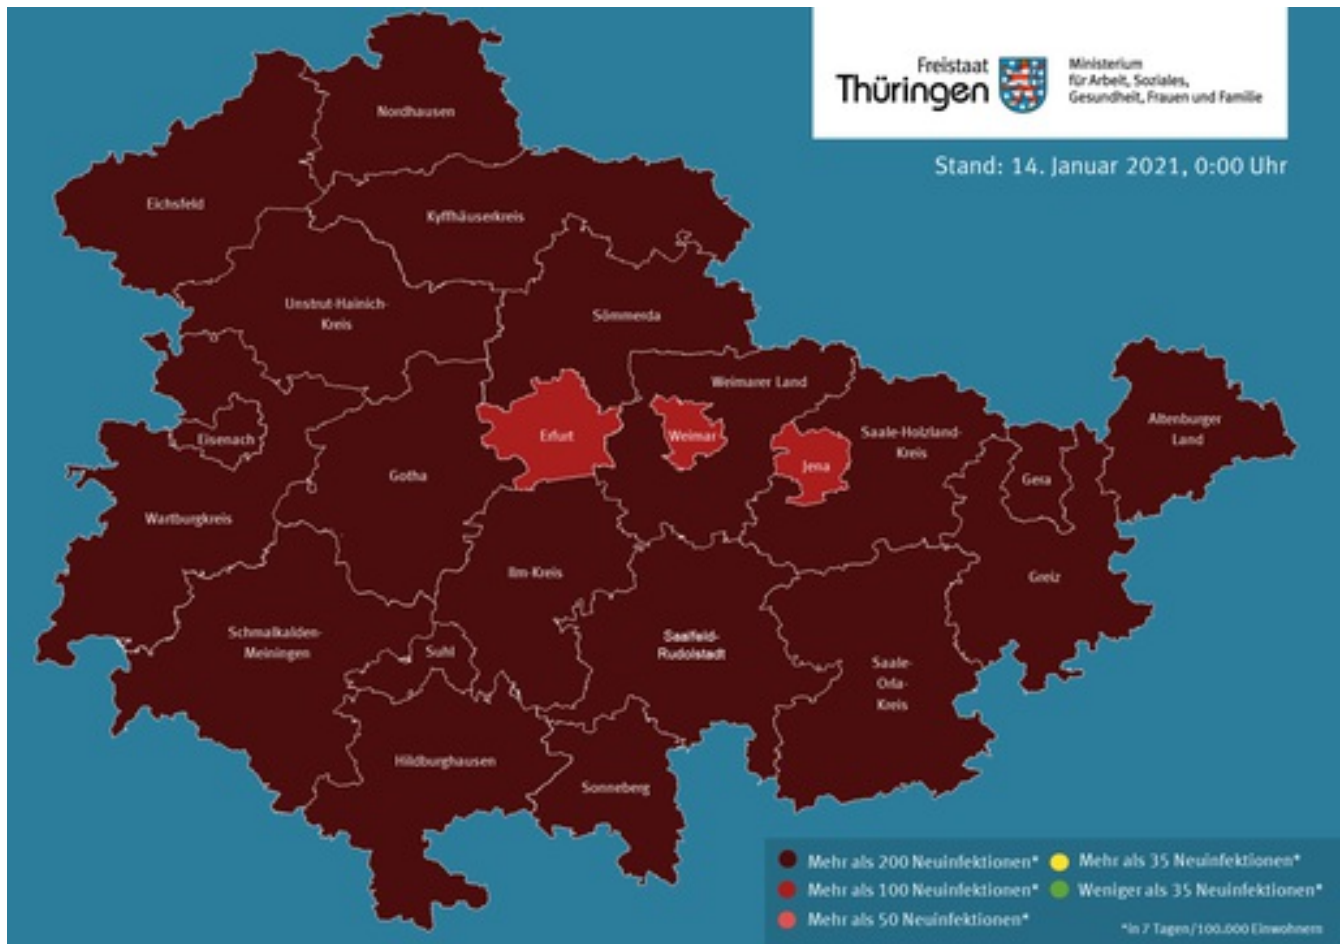 Freistaat
Thüringen
Ministerium
für Arbeit, Soziales,
Gesundheit, Frauen und Familie
Stand: 14. Januar 2021, 0:00 Uhr
Nordhausen
Eichsfeld
Kyffhäuserkreis
Unstrut-Hainich-
Kreis
Sömmerda
Weimarer Land
Altenburger
Land
Eisenach
Erfurt
Weimar
Saale-Holzland-
Kreis
Jena
Gotha
Gera
Wartburgkreis
Ilm-Kreis
Greiz
Schmalkalden-
Meiningen
Suhl
Saalfeld-
Rudolstadt
Saale-
Orla-
Kreis
Hildburghausen
Sonneberg
Mehr als 200 Neuinfektionen*
Mehr als 100 Neuinfektionen*
Mehr als 50 Neuinfektionen*
Mehr als 35 Neuinfektionen*
Weniger als 35 Neuinfektionen*
*in 7 Tagen/100.000 Einwohnern